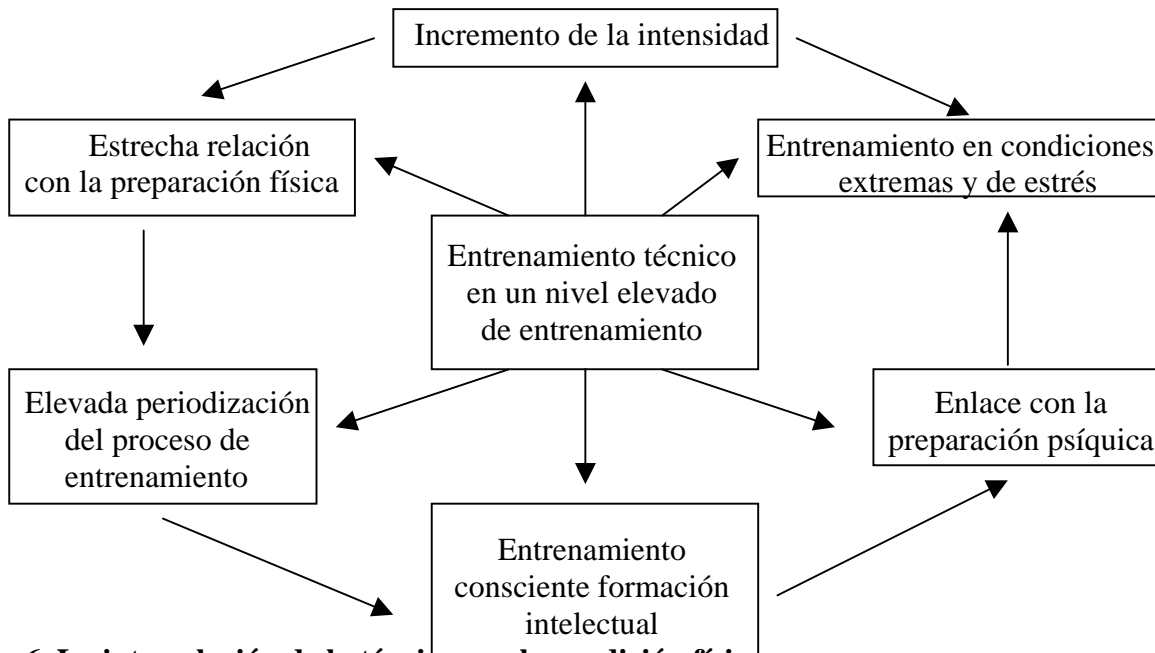 Incremento de la intensidad
Estrecha relación
con la preparación física
Entrenamiento en condiciones
extremas y de estrés
Entrenamiento técnico
en un nivel elevado
de entrenamiento
Elevada periodización
del proceso de
entrenamiento
Enlace con la
preparación psíquica
Entrenamiento
consciente formación
intelectual